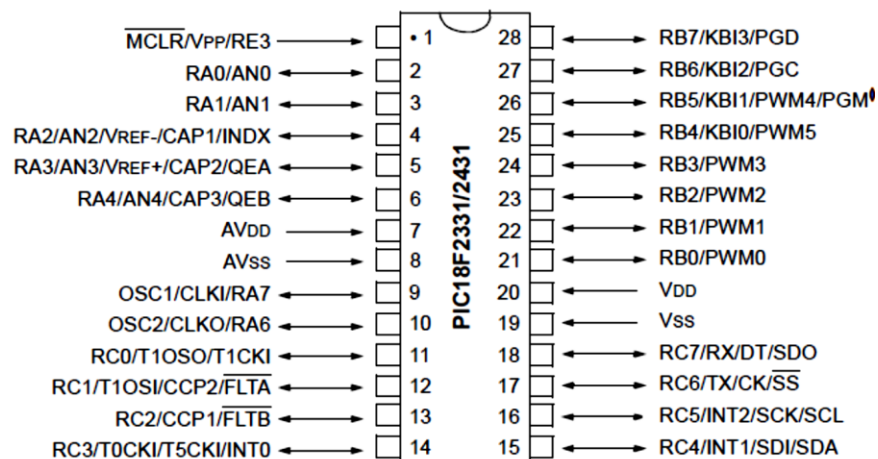 MCLR/VPP/RE3 1 28 RB7/KBI3/PGD
RA0/AN0 2 27 RB6/KBI2/PGC
RA1/AN1 3 26 RB5/KBI1/PWM4/PGM
RA2/AN2/VREF-/CAP1/INDX 4 25 RB4/KBI0/PWM5
RA3/AN3/VREF+/CAP2/QEA 5 24 RB3/PWM3
RA4/AN4/CAP3/QEB 6 23 RB2/PWM2
AVDD 7 22 RB1/PWM1
AVSS 8 21 RB0/PWM0
OSC1/CLKI/RA7 9 20 VDD
OSC2/CLKO/RA6 10 19 VSS
RC0/T1OSO/T1CKI 11 18 RC7/RX/DT/SDO
RC1/T1OSI/CCP2/FLTA 12 17 RC6/TX/CK/SS
RC2/CCP1/FLTB 13 16 RC5/INT2/SCK/SCL
RC3/T0CKI/T5CKI/INT0 14 15 RC4/INT1/SDI/SDA
PIC18F2331/2431